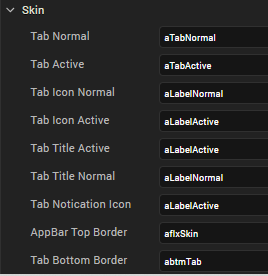 Skin
Tab Normal aTabNormal
Tab Active aTabActive
Tab Icon Normal aLabelNormal
Tab Icon Active aLabelActive
Tab Title Active aLabelActive
Tab Title Normal aLabelNormal
Tab Notication Icon aLabelActive
AppBar Top Border aflxSkin
Tab Bottom Border abtmTab